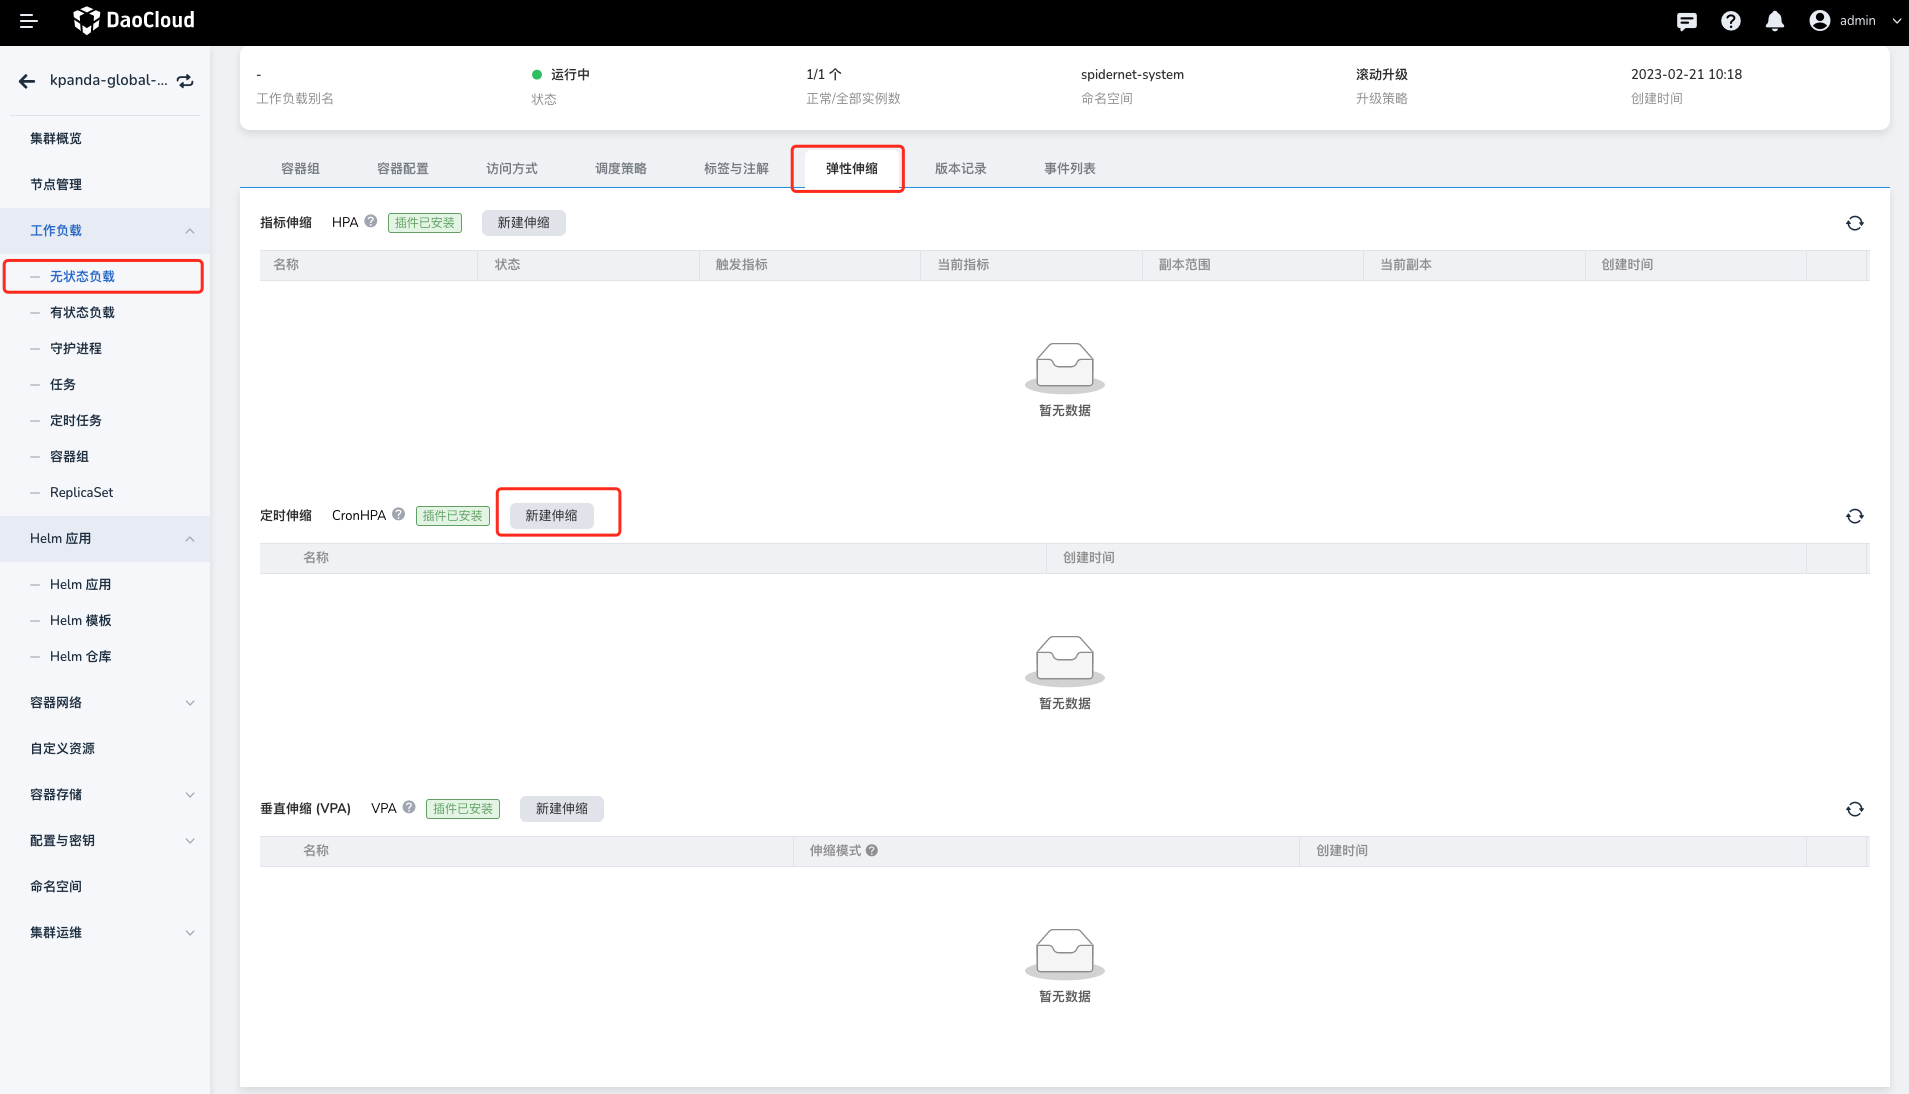 DaoCloud
admin
kpanda-global-...
集群概览
节点管理
工作负载
无状态负载
有状态负载
守护进程
任务
定时任务
容器组
ReplicaSet
Helm 应用
Helm 应用
Helm 模板
Helm 仓库
容器网络
自定义资源
容器存储
配置与密钥
命名空间
集群运维
- 运行中 1/1 个 spidernet-system 滚动升级 2023-02-21 10:18
工作负载别名 状态 正常/全部实例数 命名空间 升级策略 创建时间
容器组 容器配置 访问方式 调度策略 标签与注解 弹性伸缩 版本记录 事件列表
指标伸缩 HPA 插件已安装 新建伸缩
名称 状态 触发指标 当前指标 副本范围 当前副本 创建时间
暂无数据
定时伸缩 CronHPA 插件已安装 新建伸缩
名称 创建时间
暂无数据
垂直伸缩 (VPA) VPA 插件已安装 新建伸缩
名称 伸缩模式 创建时间
暂无数据